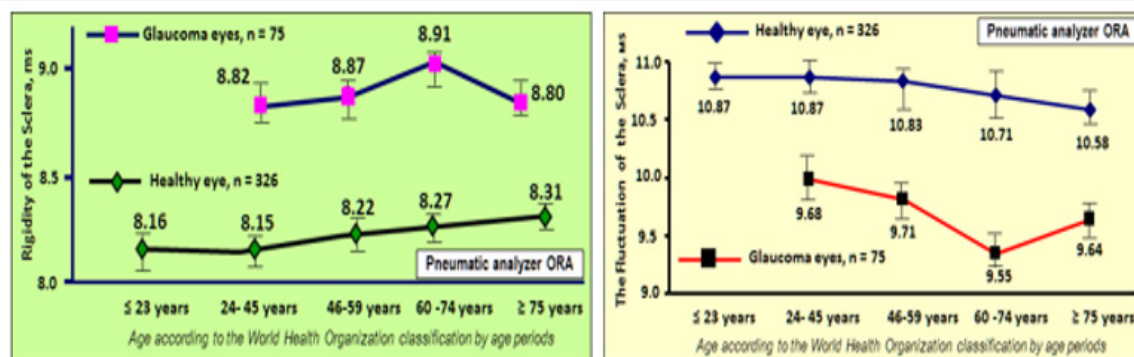 Glaucoma eyes, n = 75
8.82
8.87
8.91
8.80
9.0
8.5
8.0
Rigidity of the Sclera, ms
Healthy eye, n = 326
8.16
8.15
8.22
8.27
8.31
Pneumatic analyzer ORA
≤ 23 years 24- 45 years 46-59 years 60 -74 years ≥ 75 years
Age according to the World Health Organization classification by age periods
Healthy eye, n = 326
Pneumatic analyzer ORA
11.0
10.5
10.0
9.5
9.0
The Fluctuation of the Sclera, мs
10.87
10.87
10.83
10.71
10.58
9.68
9.71
9.55
9.64
Glaucoma eyes, n = 75
≤ 23 years 24- 45 years 46-59 years 60 -74 years ≥ 75 years
Age according to the World Health Organization classification by age periods